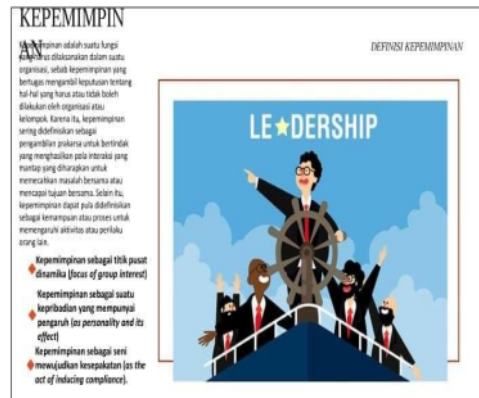 KEPEMIMPIN
AN
Kepemimpinan adalah suatu fungsi
yang harus dilaksanakan dalam suatu
organisasi, sebab kepemimpinan yang
bertugas mengambil keputusan tentang
hal-hal yang harus atau tidak boleh
dilakukan oleh organisasi atau
kelompok. Karena itu, kepemimpinan
sering didefinisikan sebagai
pengambilan prakarsa untuk bertindak
yang menghasilkan pola interaksi yang
mantap yang diharapkan untuk
memecahkan masalah bersama atau
mencapai tujuan bersama. Selain itu,
kepemimpinan dapat pula didefinisikan
sebagai kemampuan atau proses untuk
memengaruhi aktivitas atau perilaku
orang lain.
Kepemimpinan sebagai titik pusat
dinamika (focus of group interest)
Kepemimpinan sebagai suatu
kepribadian yang mempunyai
pengaruh (as personality and its
effect)
Kepemimpinan sebagai seni
mewujudkan kesepakatan (as the
act of inducing compliance).
DEFINISI KEPEMIMPINAN
LE★DERSHIP